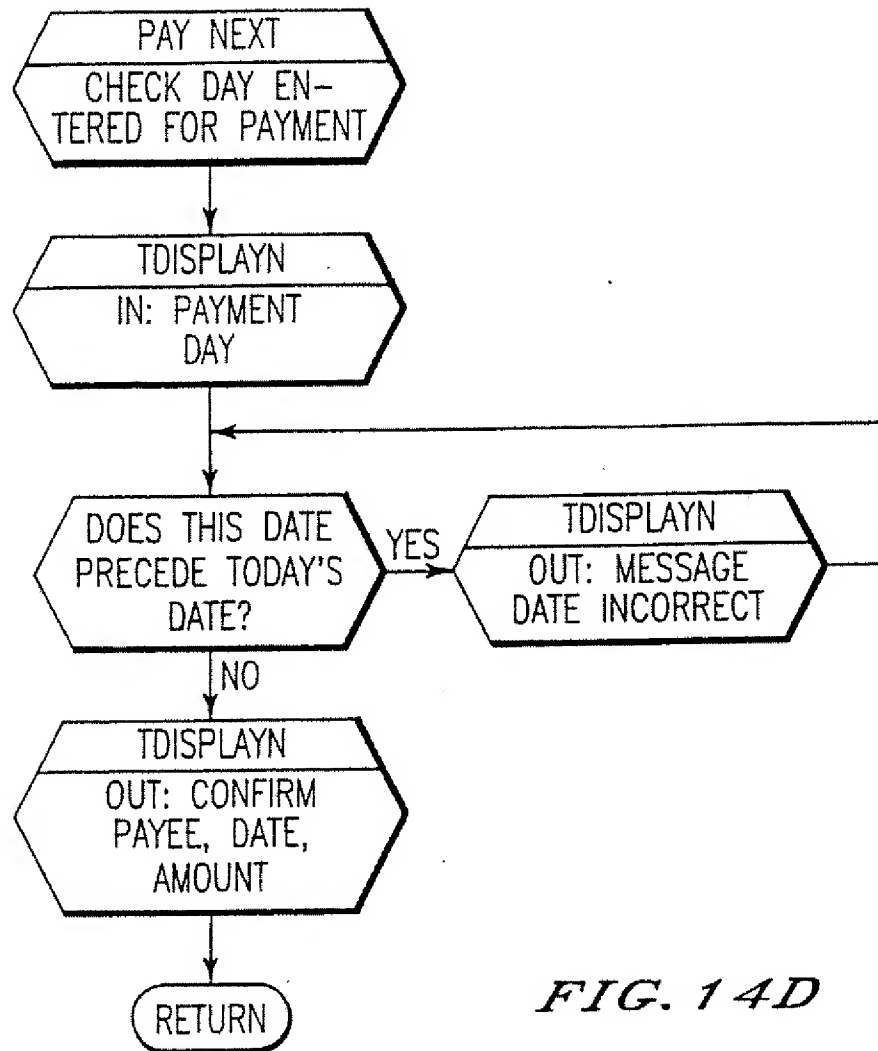 PAY NEXT
CHECK DAY EN-
TERED FOR PAYMENT
TDISPLAYN
IN: PAYMENT
DAY
DOES THIS DATE
PRECEDE TODAY'S
DATE?
YES
TDISPLAYN
OUT: MESSAGE
DATE INCORRECT
NO
TDISPLAYN
OUT: CONFIRM
PAYEE, DATE,
AMOUNT
RETURN
FIG. 14D